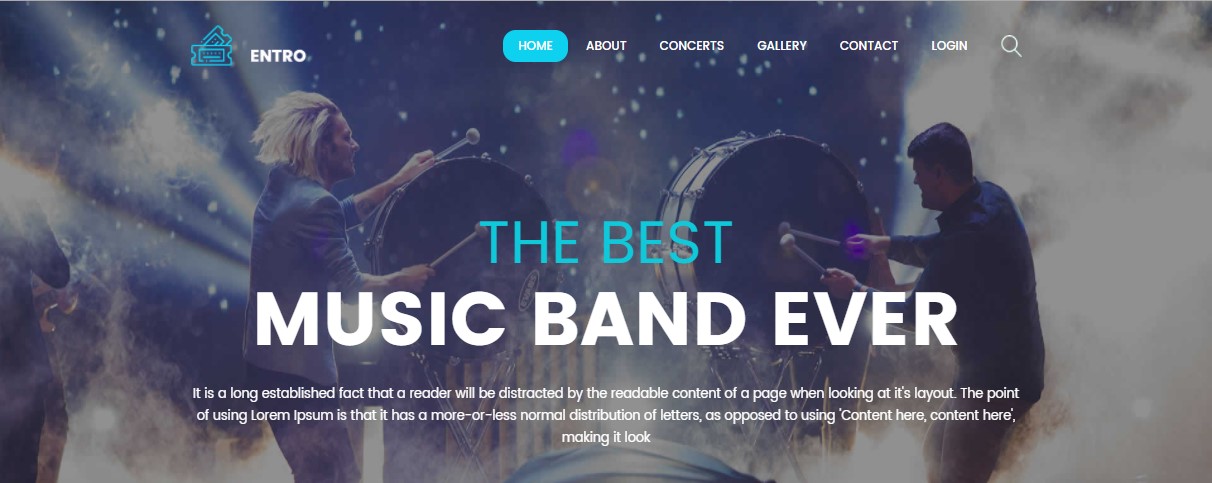 ENTRO
HOME ABOUT CONCERTS GALLERY CONTACT LOGIN
THE BEST
EVANS
MUSIC BAND EVER
It is a long established fact that a reader will be distracted by the readable content of a page when looking at it's layout. The point
of using Lorem Ipsum is that it has a more-or-less normal distribution of letters, as opposed to using 'Content here, content here',
making it look